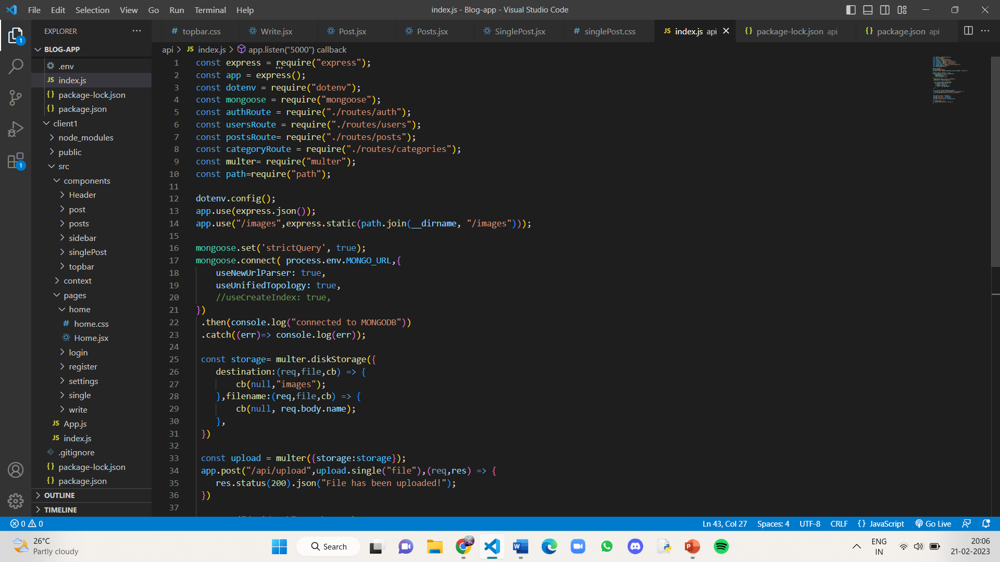 File Edit Selection View Go Run Terminal Help
index.js - Blog-app - Visual Studio Code
EXPLORER
topbar.css
Write.jsx
Post.jsx
Posts.jsx
SinglePost.jsx
singlePost.css
JS index.js api
package-lock.json api
package.json api
api > JS index.js > app.listen("5000") callback
BLOG-APP
.env
JS index.js
package-lock.json
package.json
client1
node_modules
public
src
components
Header
post
posts
sidebar
singlePost
topbar
context
pages
home
home.css
Home.jsx
login
register
settings
single
write
JS App.js
JS index.js
.gitignore
package-lock.json
package.json
OUTLINE
TIMELINE
1 const express = require("express");
2 const app = express();
3 const dotenv = require("dotenv");
4 const mongoose = require("mongoose");
5 const authRoute = require("./routes/auth");
6 const usersRoute = require("./routes/users");
7 const postsRoute= require("./routes/posts");
8 const categoryRoute = require("./routes/categories");
9 const multer= require("multer");
10 const path=require("path");
11
12 dotenv.config();
13 app.use(express.json());
14 app.use("/images",express.static(path.join(__dirname, "/images")));
15
16 mongoose.set('strictQuery', true);
17 mongoose.connect( process.env.MONGO_URL,{
18 useNewUrlParser: true,
19 useUnifiedTopology: true,
20 //useCreateIndex: true,
21 })
22 .then(console.log("connected to MONGODB"))
23 .catch((err)=> console.log(err));
24
25 const storage= multer.diskStorage({
26 destination:(req,file,cb) => {
27 cb(null,"images");
28 },filename:(req,file,cb) => {
29 cb(null, req.body.name);
30 },
31 })
32
33 const upload = multer({storage:storage});
34 app.post("/api/upload",upload.single("file"),(req,res) => {
35 res.status(200).json("File has been uploaded!");
36 })
37
0 0
Ln 43, Col 27 Spaces: 4 UTF-8 CRLF {} JavaScript Go Live
26°C
Partly cloudy
Search
ENG
IN
20:06
21-02-2023